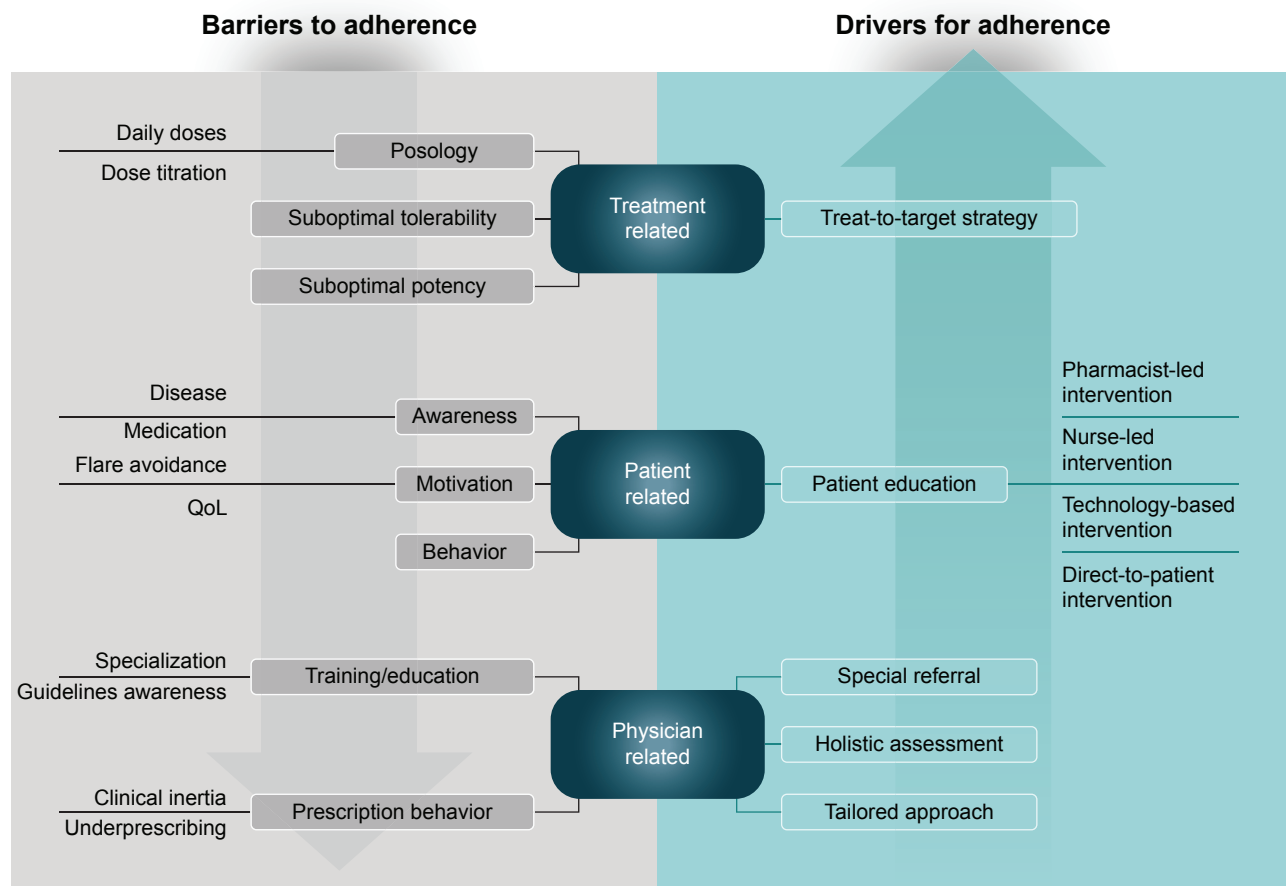 Barriers to adherence
Drivers for adherence
Daily doses
Dose titration
Posology
Suboptimal tolerability
Suboptimal potency
Treatment
related
Treat-to-target strategy
Disease
Medication
Awareness
Flare avoidance
QoL
Motivation
Behavior
Patient
related
Patient education
Pharmacist-led
intervention
Nurse-led
intervention
Technology-based
intervention
Direct-to-patient
intervention
Specialization
Guidelines awareness
Training/education
Clinical inertia
Underprescribing
Prescription behavior
Physician
related
Special referral
Holistic assessment
Tailored approach